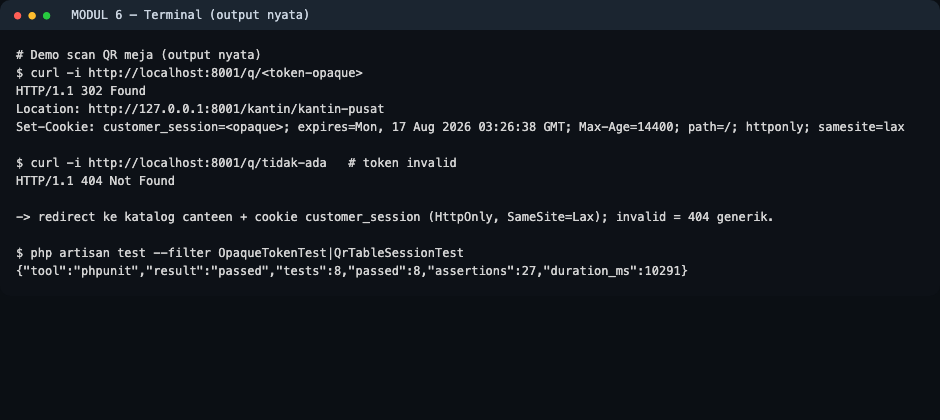 MODUL 6 — Terminal (output nyata)
# Demo scan QR meja (output nyata)
$ curl -i http://localhost:8001/q/<token-opaque>
HTTP/1.1 302 Found
Location: http://127.0.0.1:8001/kantin/kantin-pusat
Set-Cookie: customer_session=<opaque>; expires=Mon, 17 Aug 2026 03:26:38 GMT; Max-Age=14400; path=/; httponly; samesite=lax
$ curl -i http://localhost:8001/q/tidak-ada   # token invalid
HTTP/1.1 404 Not Found
-> redirect ke katalog canteen + cookie customer_session (HttpOnly, SameSite=Lax); invalid = 404 generik.
$ php artisan test --filter OpaqueTokenTest|QrTableSessionTest
{"tool":"phpunit","result":"passed","tests":8,"passed":8,"assertions":27,"duration_ms":10291}